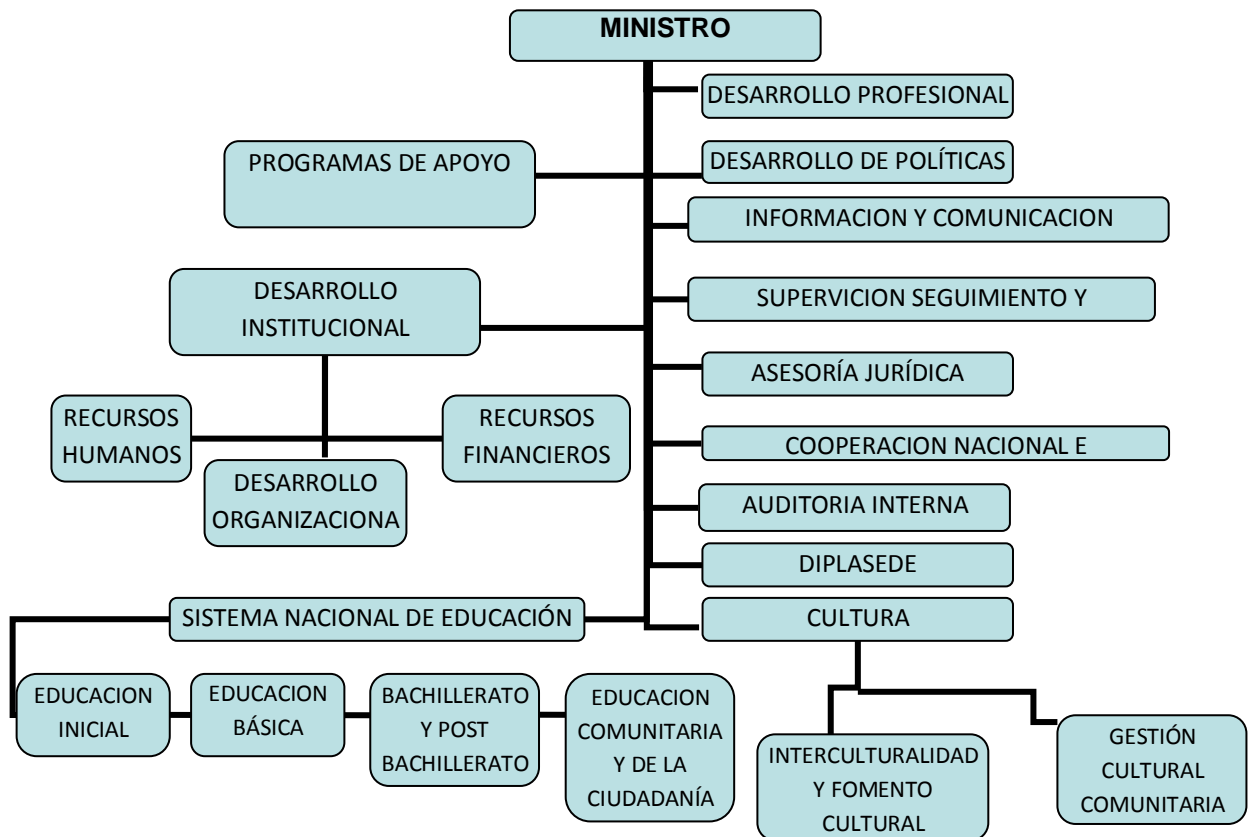 MINISTRO
DESARROLLO PROFESIONAL
PROGRAMAS DE APOYO
DESARROLLO DE POLÍTICAS
INFORMACION Y COMUNICACION
DESARROLLO
INSTITUCIONAL
SUPERVICION SEGUIMIENTO Y
ASESORÍA JURÍDICA
RECURSOS
HUMANOS
RECURSOS
FINANCIEROS
COOPERACION NACIONAL E
DESARROLLO
ORGANIZACIONA
AUDITORIA INTERNA
DIPLASEDE
SISTEMA NACIONAL DE EDUCACIÓN
CULTURA
EDUCACION
INICIAL
EDUCACION
BÁSICA
BACHILLERATO
Y POST
BACHILLERATO
EDUCACION
COMUNITARIA
Y DE LA
CIUDADANÍA
INTERCULTURALIDAD
Y FOMENTO
CULTURAL
GESTIÓN
CULTURAL
COMUNITARIA